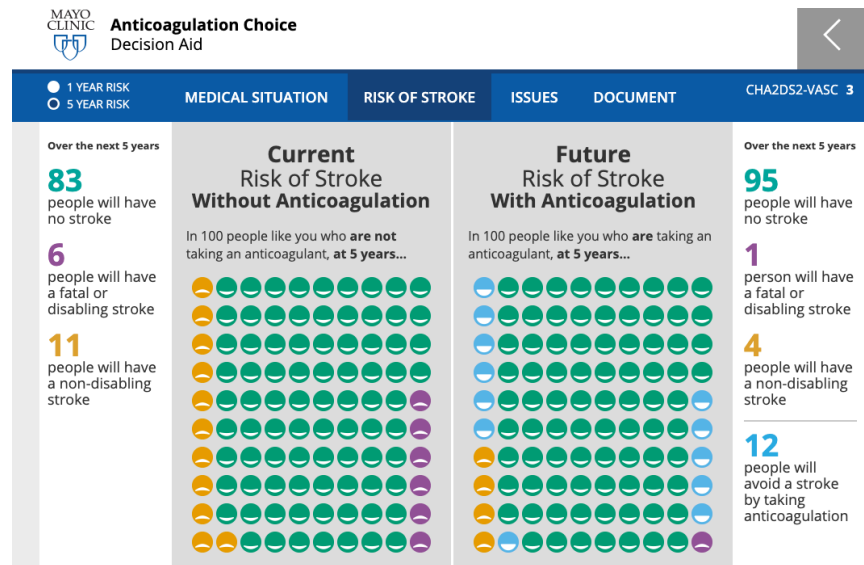 MAYO
CLINIC
Anticoagulation Choice
Decision Aid
1 YEAR RISK
5 YEAR RISK
MEDICAL SITUATION
RISK OF STROKE
ISSUES
DOCUMENT
CHA2DS2-VASC 3
Over the next 5 years
83
people will have
no stroke
6
people will have
a fatal or
disabling stroke
11
people will have
a non-disabling
stroke
Current
Risk of Stroke
Without Anticoagulation
In 100 people like you who are not
taking an anticoagulant, at 5 years...
Future
Risk of Stroke
With Anticoagulation
In 100 people like you who are taking an
anticoagulant, at 5 years...
Over the next 5 years
95
people will have
no stroke
1
person will have
a fatal or
disabling stroke
4
people will have
a non-disabling
stroke
12
people will
avoid a stroke
by taking
anticoagulation